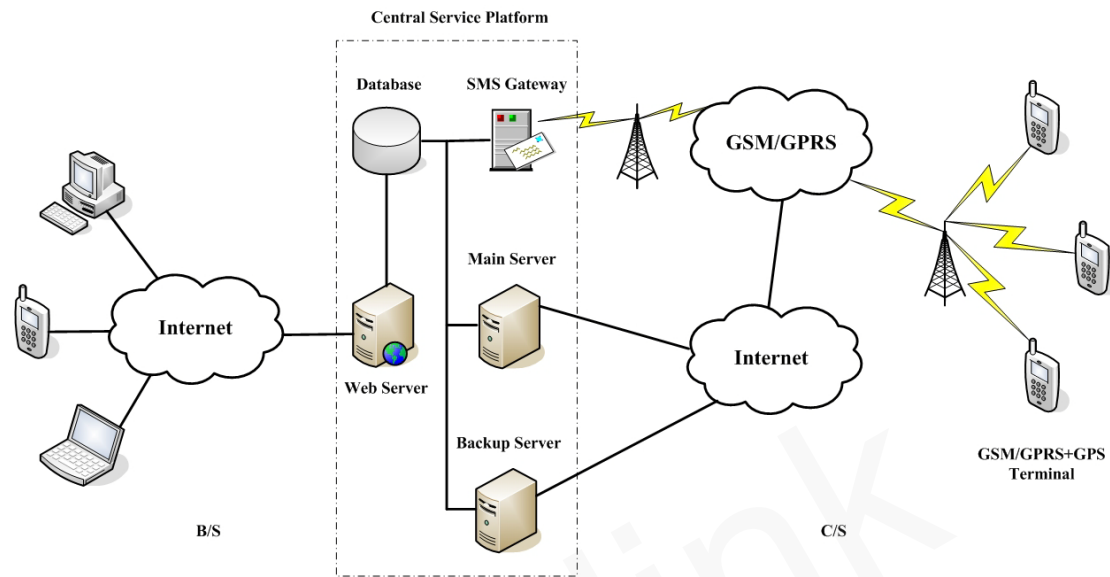 Central Service Platform
Database
SMS Gateway
GSM/GPRS
Main Server
Internet
Internet
Web Server
Backup Server
GSM/GPRS+GPS
Terminal
B/S
C/S